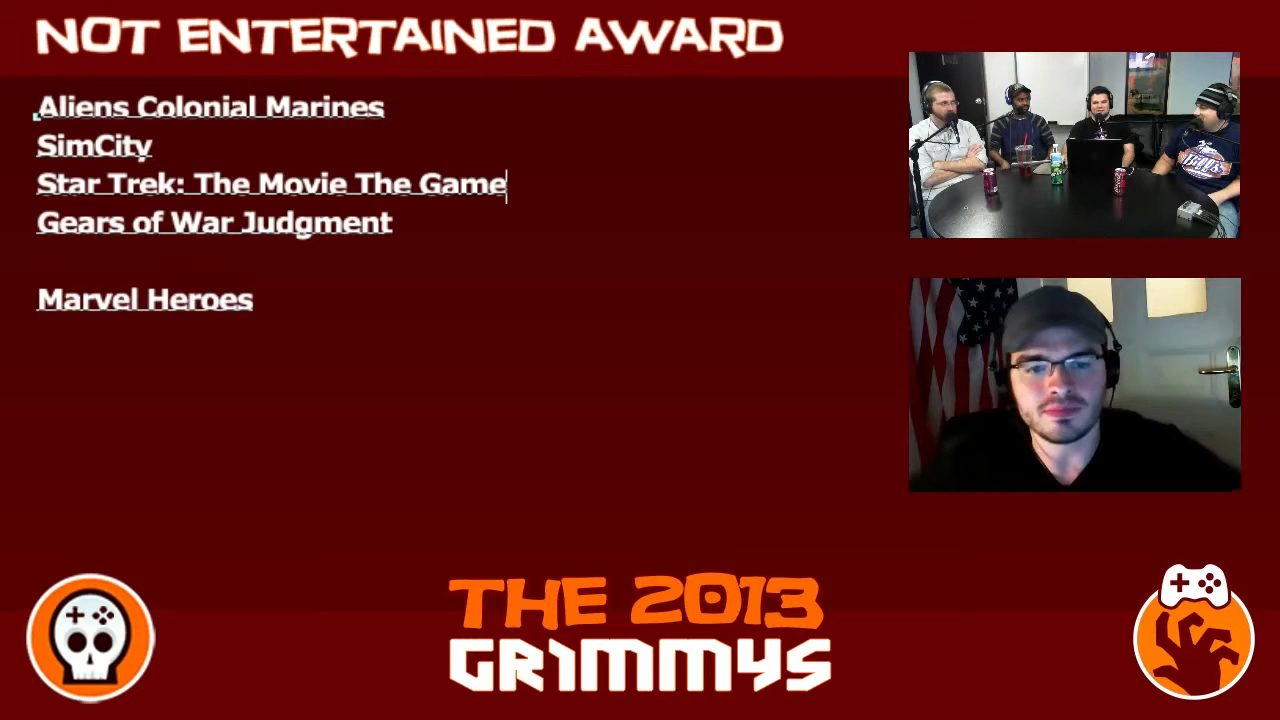 NOT ENTERTAINED AWARD
Aliens Colonial Marines
SimCity
Star Trek: The Movie The Game
Gears of War Judgment
Marvel Heroes
THE 2013
GR1MM4S